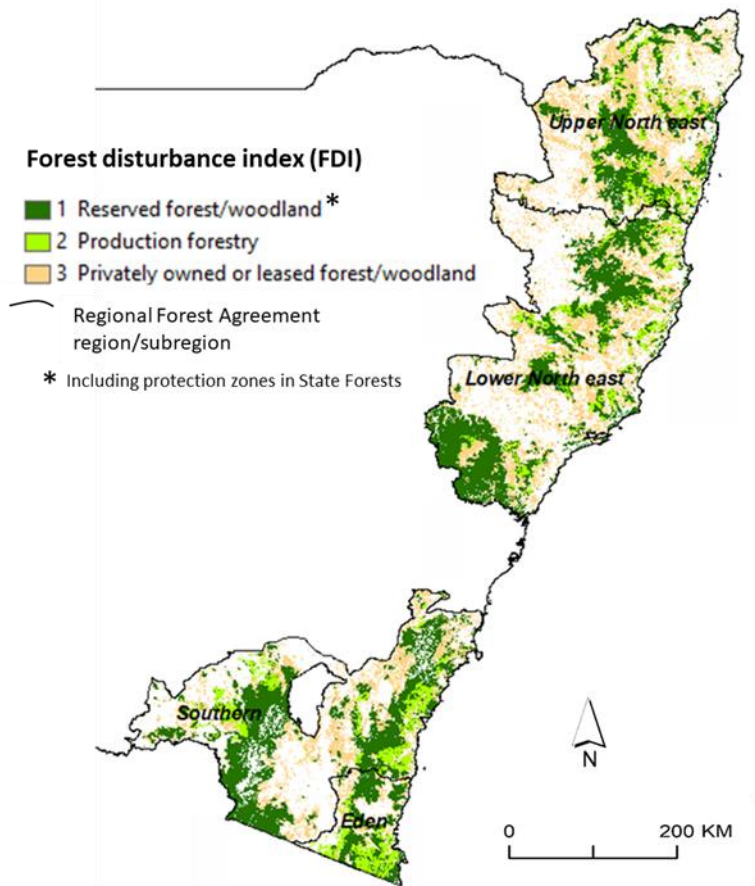 Upper North east
Forest disturbance index (FDI)
1 Reserved forest/woodland *
2 Production forestry
3 Privately owned or leased forest/woodland
Regional Forest Agreement
region/subregion
* Including protection zones in State Forests
Lower North east
Southern
N
Eden
0 200 KM